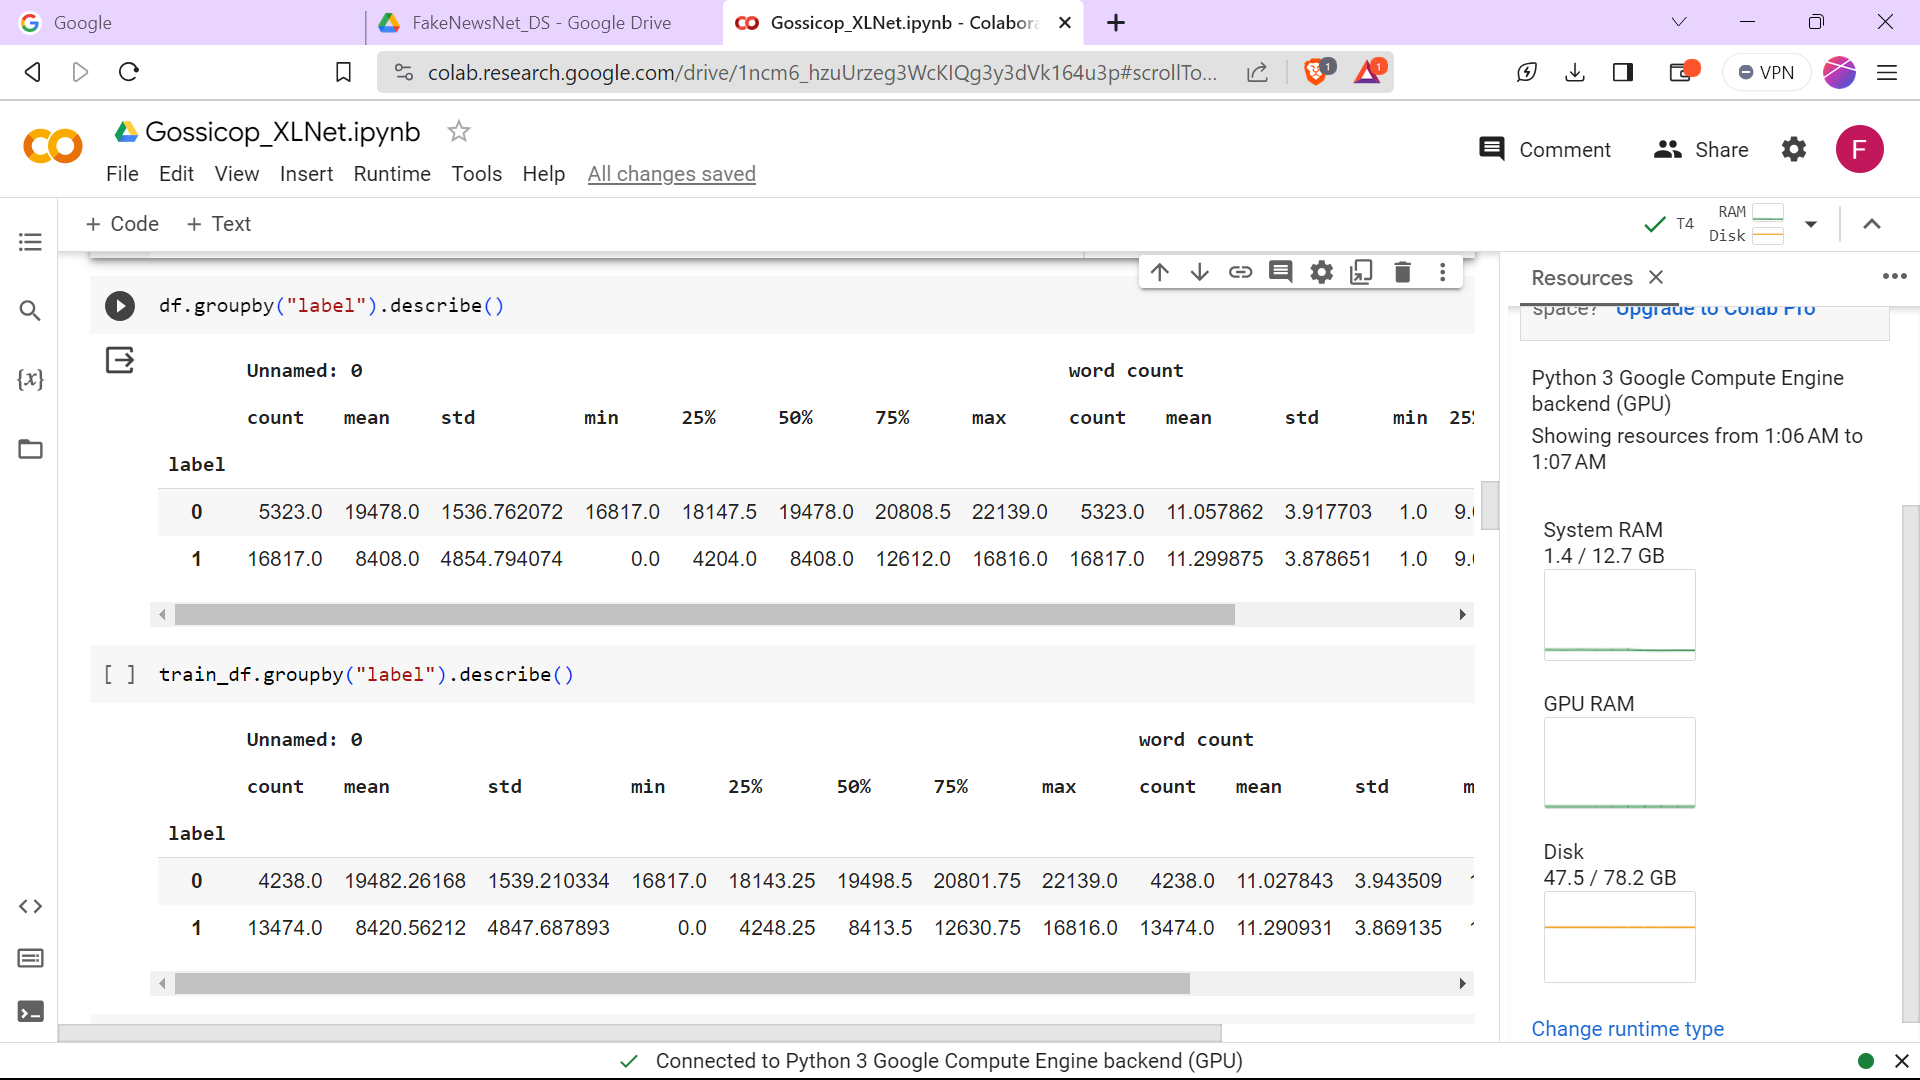 Google
FakeNewsNet_DS - Google Drive
Gossicop_XLNet.ipynb - Colabora
colab.research.google.com/drive/1ncm6_hzuUrzeg3WcKIQg3y3dVk164u3p#scrollTo...
1
1
VPN
Gossicop_XLNet.ipynb
File Edit View Insert Runtime Tools Help All changes saved
Comment
Share
F
+ Code + Text
T4
RAM
Disk
df.groupby("label").describe()
Unnamed: 0 word count
count mean std min 25% 50% 75% max count mean std min 25%
label
0 5323.0 19478.0 1536.762072 16817.0 18147.5 19478.0 20808.5 22139.0 5323.0 11.057862 3.917703 1.0 9.
1 16817.0 8408.0 4854.794074 0.0 4204.0 8408.0 12612.0 16816.0 16817.0 11.299875 3.878651 1.0 9.
[ ] train_df.groupby("label").describe()
Unnamed: 0 word count
count mean std min 25% 50% 75% max count mean std m
label
0 4238.0 19482.26168 1539.210334 16817.0 18143.25 19498.5 20801.75 22139.0 4238.0 11.027843 3.943509
1 13474.0 8420.56212 4847.687893 0.0 4248.25 8413.5 12630.75 16816.0 13474.0 11.290931 3.869135
{x}
Resources
space? Upgrade to Colab Pro
Python 3 Google Compute Engine
backend (GPU)
Showing resources from 1:06 AM to
1:07 AM
System RAM
1.4 / 12.7 GB
GPU RAM
Disk
47.5 / 78.2 GB
Change runtime type
Connected to Python 3 Google Compute Engine backend (GPU)